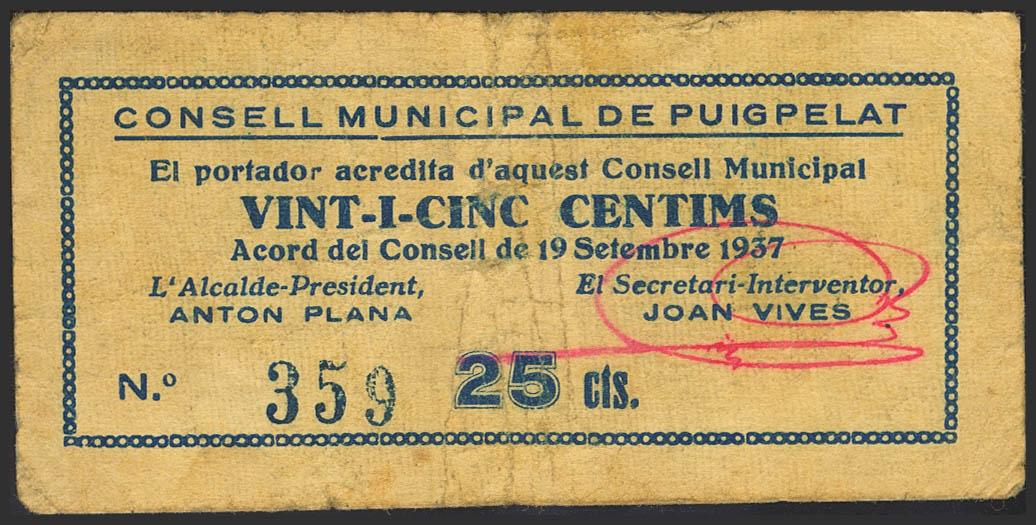 CONSELL MUNICIPAL DE PUIGPELAT
El portador acredita d'aquest Consell Municipal
VINT-I-CINC CENTIMS
Acord del Consell de 19 Setembre 1937
L'Alcalde-President, El Secretari-Interventor,
ANTON PLANA JOAN VIVES
N.º 359 25 cts.